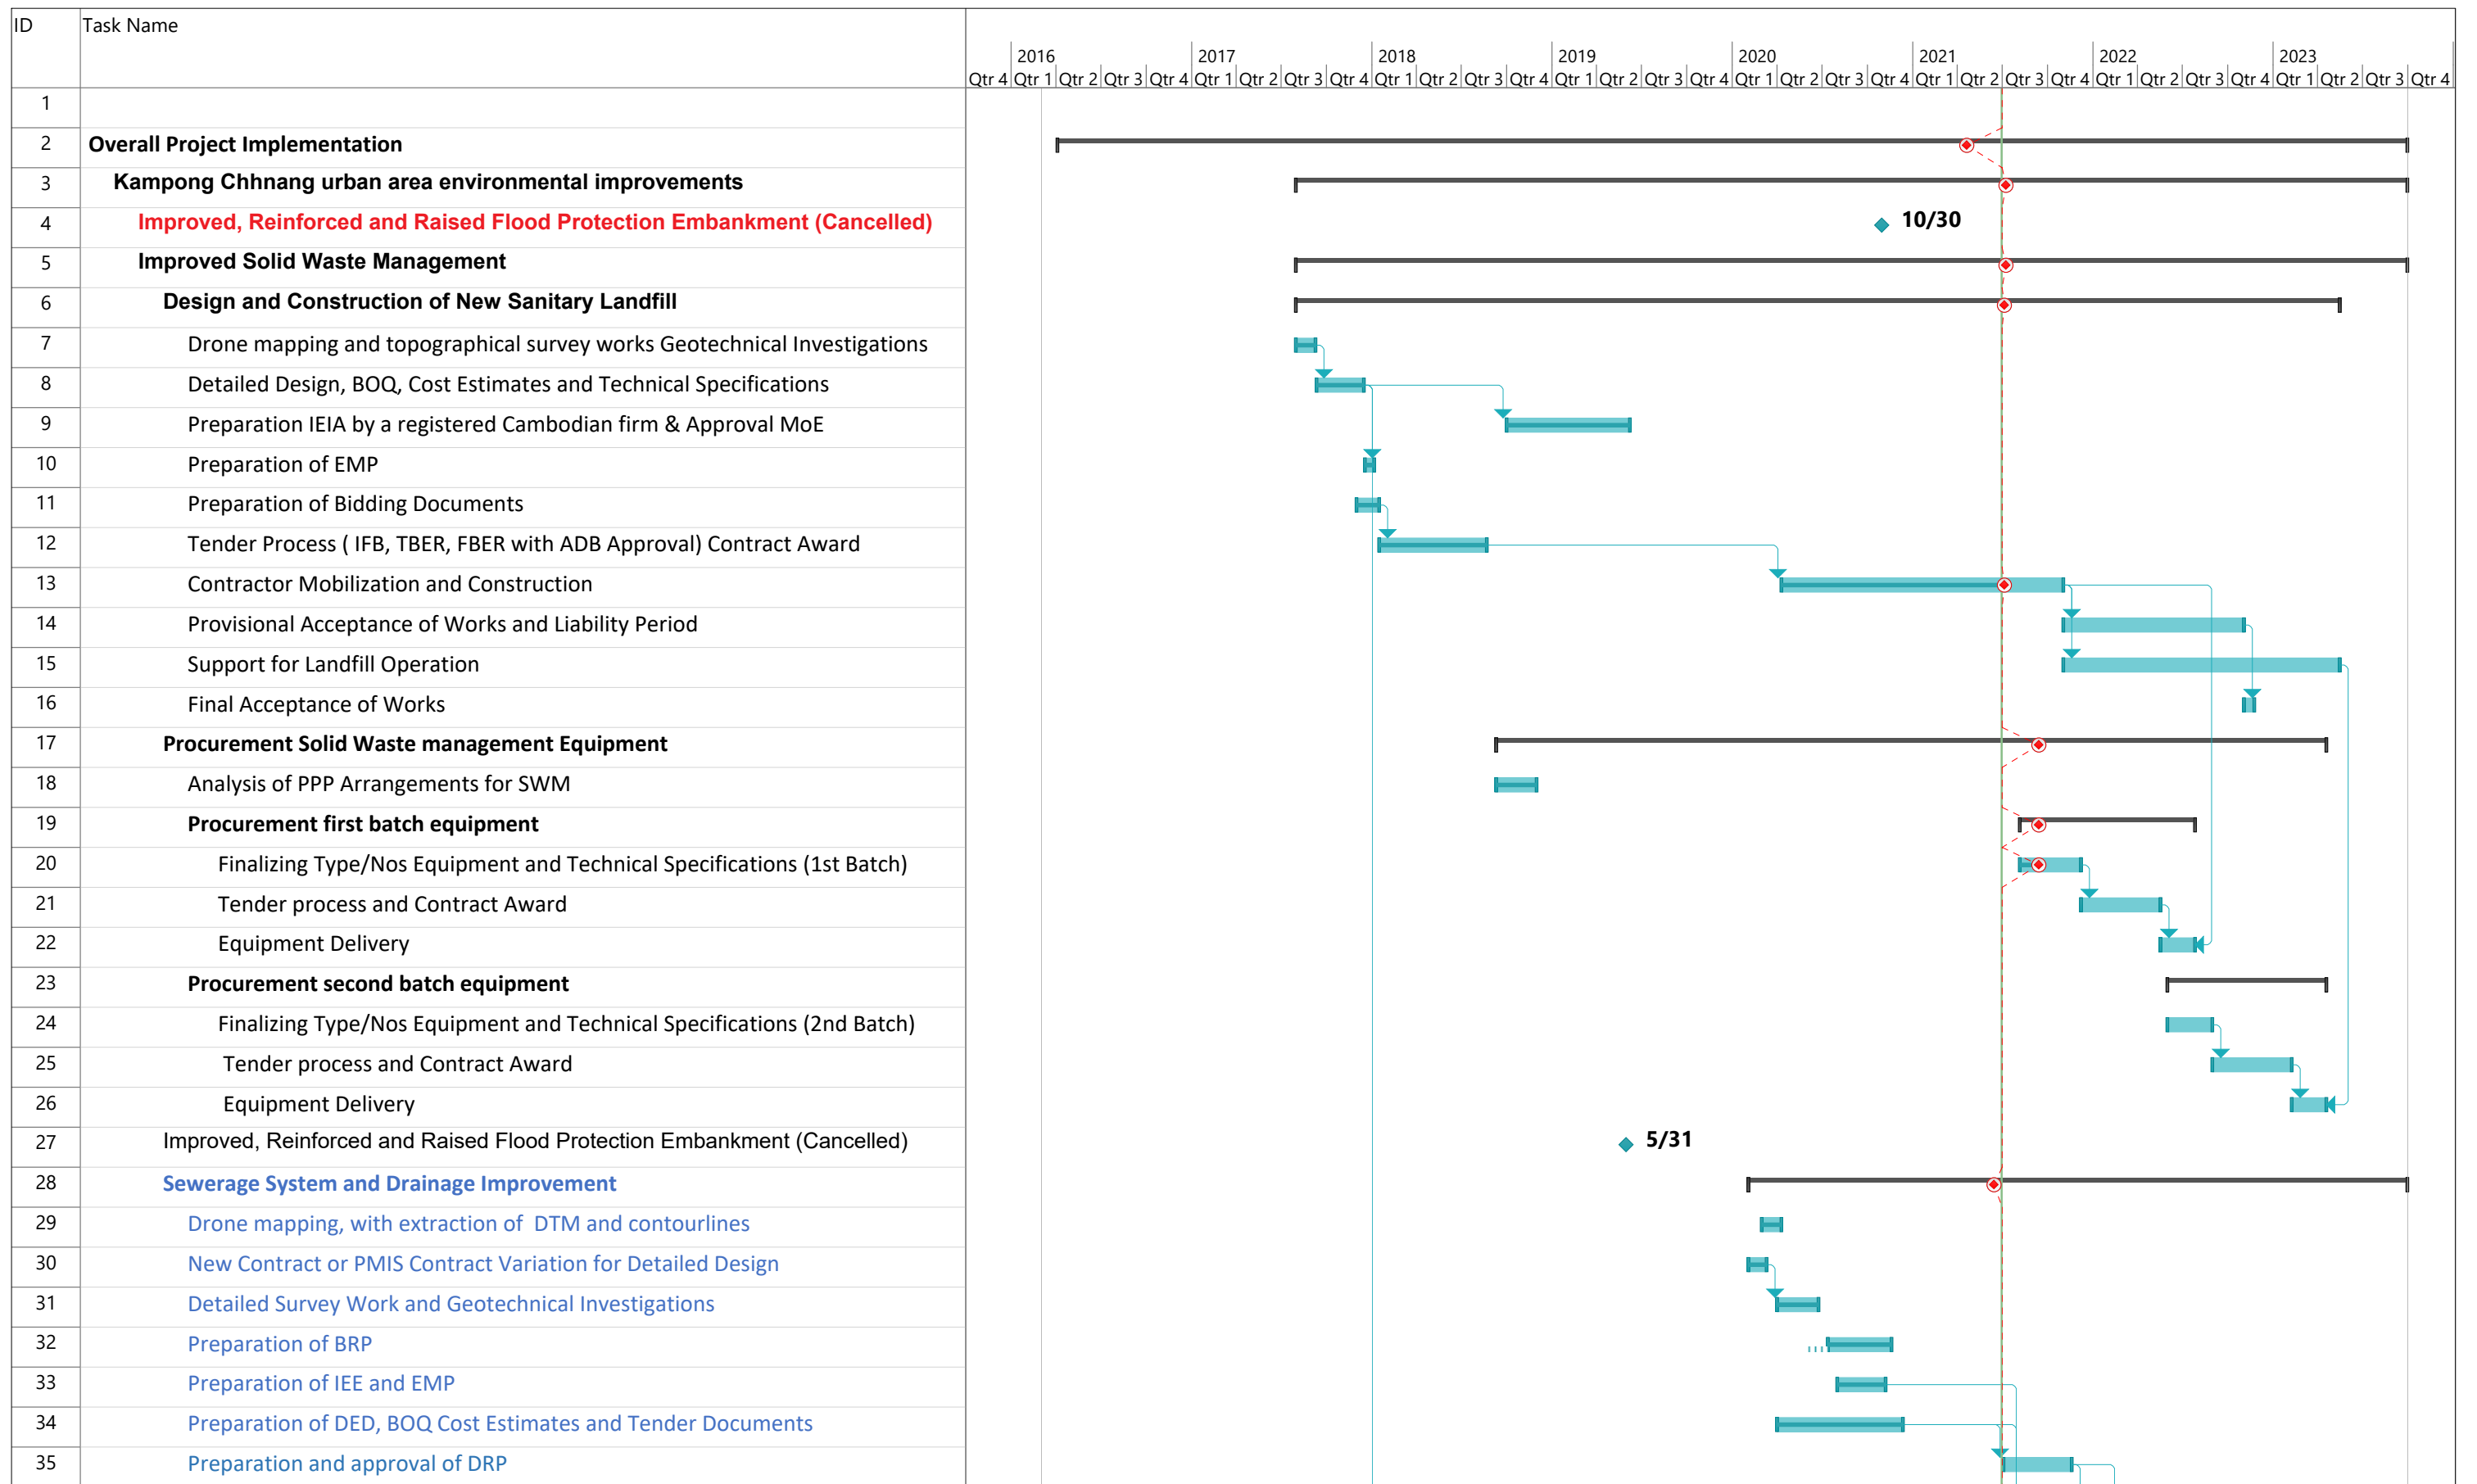 ID Task Name
2016 2017 2018 2019 2020 2021 2022 2023
Qtr 4 Qtr 1 Qtr 2 Qtr 3 Qtr 4 Qtr 1 Qtr 2 Qtr 3 Qtr 4 Qtr 1 Qtr 2 Qtr 3 Qtr 4 Qtr 1 Qtr 2 Qtr 3 Qtr 4 Qtr 1 Qtr 2 Qtr 3 Qtr 4 Qtr 1 Qtr 2 Qtr 3 Qtr 4 Qtr 1 Qtr 2 Qtr 3 Qtr 4 Qtr 1 Qtr 2 Qtr 3 Qtr 4
1
2 Overall Project Implementation
3 Kampong Chhnang urban area environmental improvements
4 Improved, Reinforced and Raised Flood Protection Embankment (Cancelled) 10/30
5 Improved Solid Waste Management
6 Design and Construction of New Sanitary Landfill
7 Drone mapping and topographical survey works Geotechnical Investigations
8 Detailed Design, BOQ, Cost Estimates and Technical Specifications
9 Preparation IEIA by a registered Cambodian firm & Approval MoE
10 Preparation of EMP
11 Preparation of Bidding Documents
12 Tender Process ( IFB, TBER, FBER with ADB Approval) Contract Award
13 Contractor Mobilization and Construction
14 Provisional Acceptance of Works and Liability Period
15 Support for Landfill Operation
16 Final Acceptance of Works
17 Procurement Solid Waste management Equipment
18 Analysis of PPP Arrangements for SWM
19 Procurement first batch equipment
20 Finalizing Type/Nos Equipment and Technical Specifications (1st Batch)
21 Tender process and Contract Award
22 Equipment Delivery
23 Procurement second batch equipment
24 Finalizing Type/Nos Equipment and Technical Specifications (2nd Batch)
25 Tender process and Contract Award
26 Equipment Delivery
27 Improved, Reinforced and Raised Flood Protection Embankment (Cancelled) 5/31
28 Sewerage System and Drainage Improvement
29 Drone mapping, with extraction of DTM and contourlines
30 New Contract or PMIS Contract Variation for Detailed Design
31 Detailed Survey Work and Geotechnical Investigations
32 Preparation of BRP
33 Preparation of IEE and EMP
34 Preparation of DED, BOQ Cost Estimates and Tender Documents
35 Preparation and approval of DRP